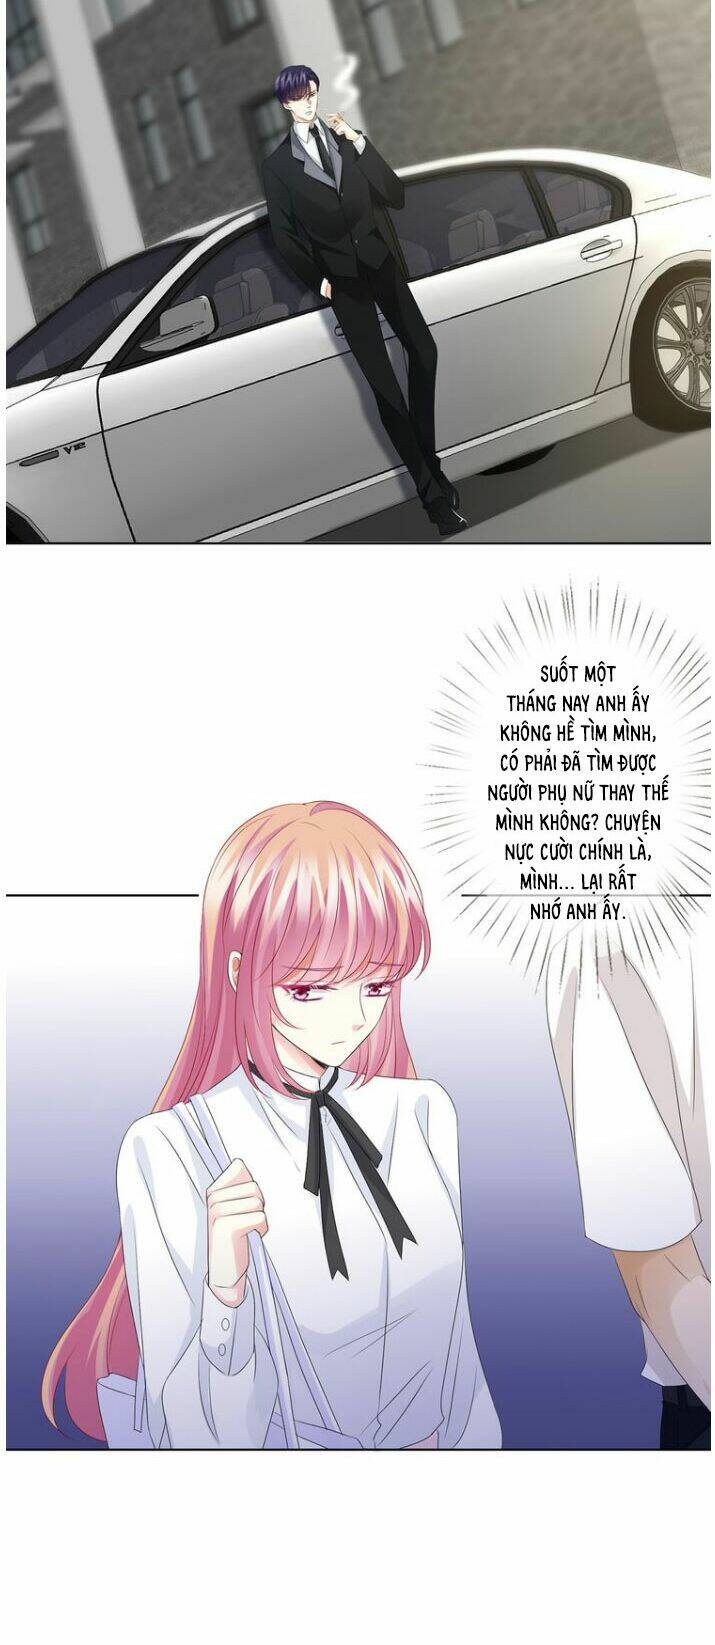 V12
SUỐT MỘT
THÁNG NAY ANH ẤY
KHÔNG HỀ TÌM MÌNH,
CÓ PHẢI ĐÃ TÌM ĐƯỢC
NGƯỜI PHỤ NỮ THAY THẾ
MÌNH KHÔNG? CHUYỆN
NỰC CƯỜI CHÍNH LÀ,
MÌNH... LẠI RẤT
NHỚ ANH ẤY.